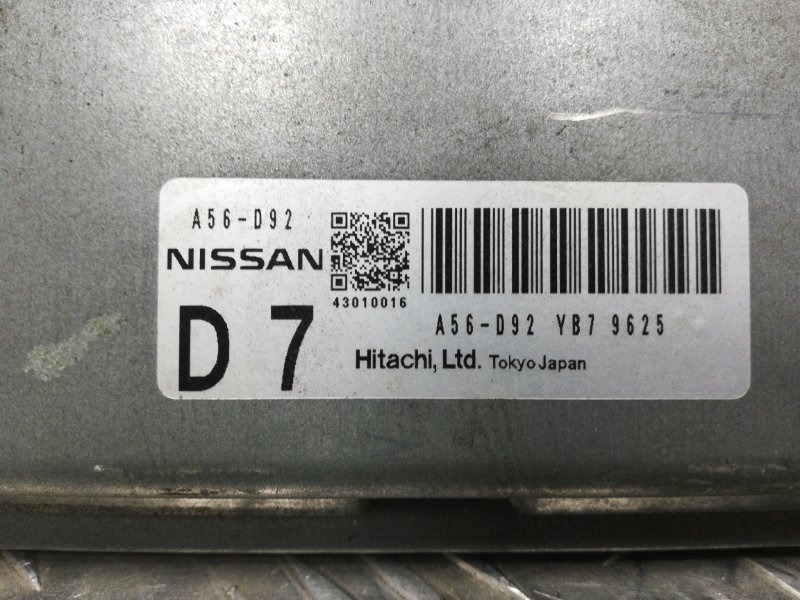 A56-D92
NISSAN
D 7
43010016
A56-D92 YB7 9625
Hitachi, Ltd. Tokyo Japan